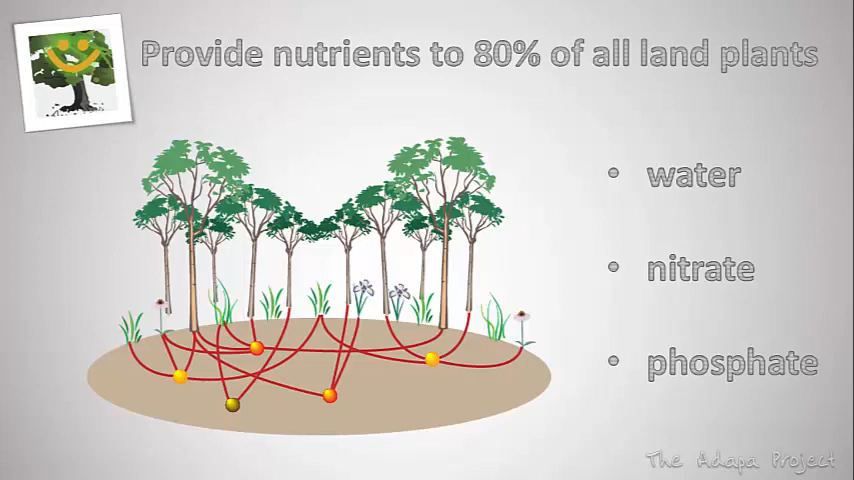 Provide nutrients to 80% of all land plants
• water
• nitrate
• phosphate
The Adapa Project